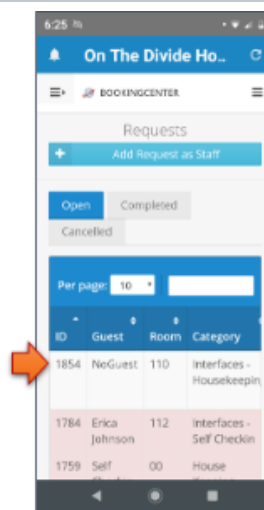 6:25
On The Divide Ho..
BOOKINGCENTER
Requests
+ Add Request as Staff
Open Completed
Cancelled
Per page: 10
ID Guest Room Category
1854 NoGuest 110 Interfaces -
Housekeepin
1784 Erica 112 Interfaces -
Johnson Self Checkin
1759 Self 00 House